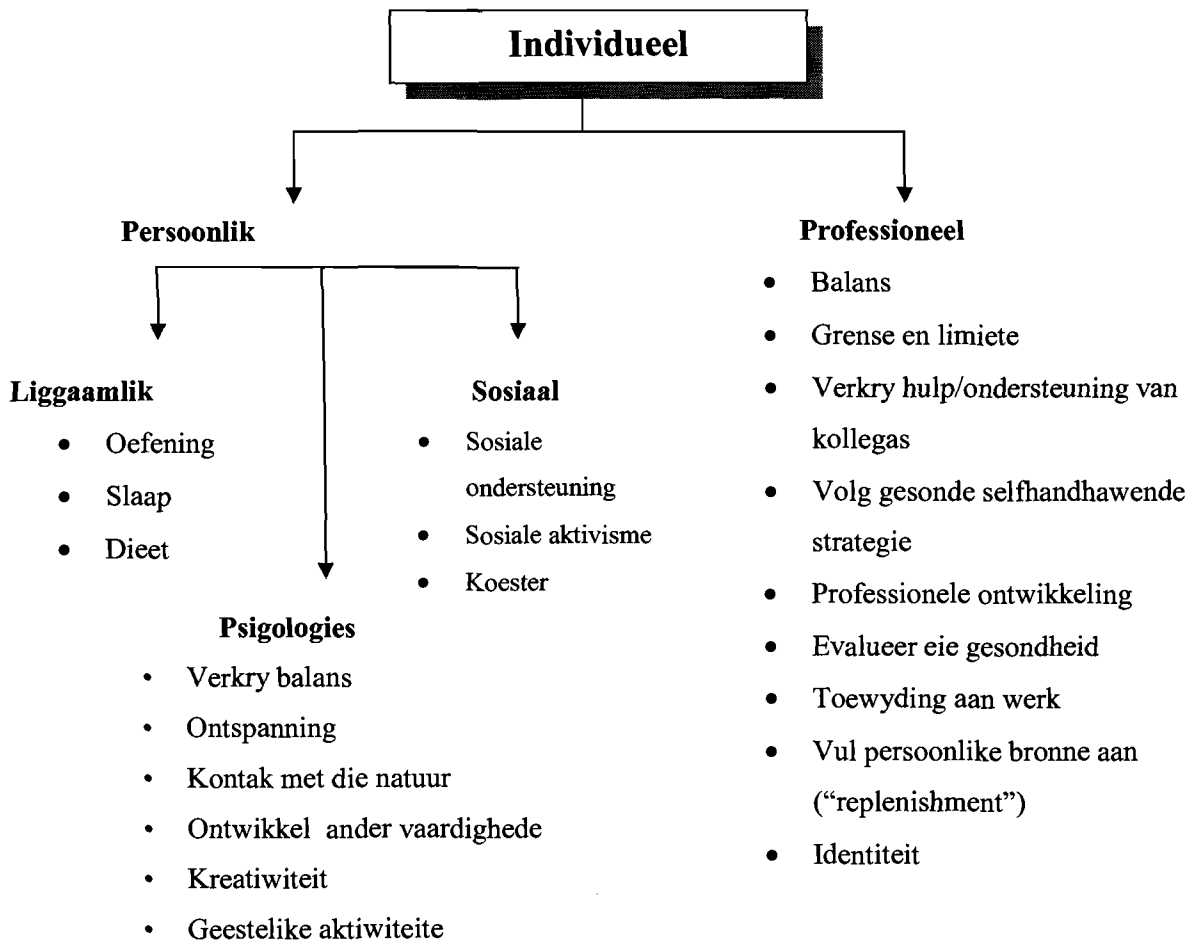 Individueel
Persoonlik
Liggaamlik
• Oefening
• Slaap
• Dieet
Sosiaal
• Sosiale
ondersteuning
• Sosiale aktivisme
• Koester
Psigologies
• Verkry balans
• Ontspanning
• Kontak met die natuur
• Ontwikkel ander vaardighede
• Kreatiwiteit
• Geestelike aktiwiteite
Professioneel
• Balans
• Grense en limiete
• Verkry hulp/ondersteuning van
kollegas
• Volg gesonde selfhandhawende
strategie
• Professionele ontwikkeling
• Evalueer eie gesondheid
• Toewyding aan werk
• Vul persoonlike bronne aan
(“replenishment”)
• Identiteit